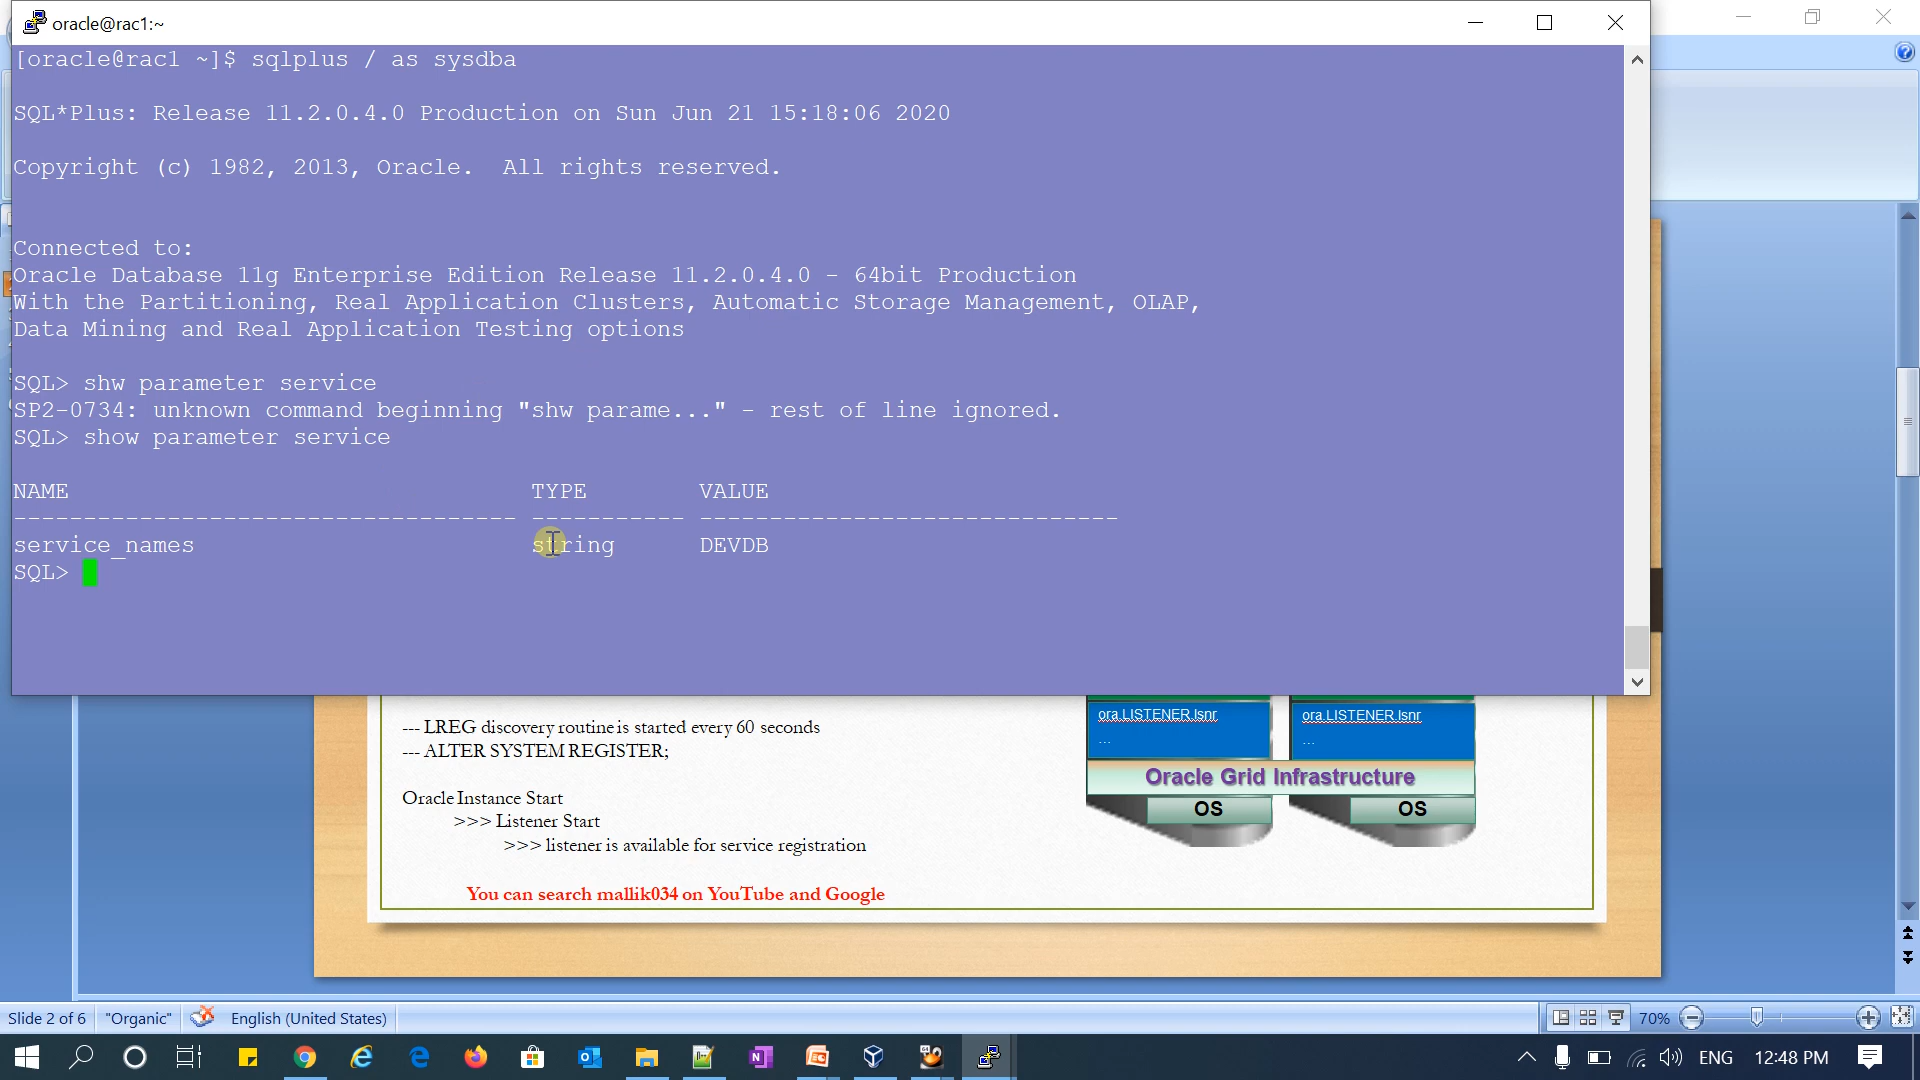 oracle@rac1:~
[oracle@rac1 ~]$ sqlplus / as sysdba
SQL*Plus: Release 11.2.0.4.0 Production on Sun Jun 21 15:18:06 2020
Copyright (c) 1982, 2013, Oracle.  All rights reserved.
Connected to:
Oracle Database 11g Enterprise Edition Release 11.2.0.4.0 - 64bit Production
With the Partitioning, Real Application Clusters, Automatic Storage Management, OLAP,
Data Mining and Real Application Testing options
SQL> shw parameter service
SP2-0734: unknown command beginning "shw parame..." - rest of line ignored.
SQL> show parameter service
NAME TYPE VALUE
------------------------------------ ----------- ------------------------------
service_names string DEVDB
SQL>
--- LREG discovery routine is started every 60 seconds
--- ALTER SYSTEM REGISTER;
Oracle Instance Start
>>> Listener Start
>>> listener is available for service registration
You can search mallik034 on YouTube and Google
ora.LISTENER.lsnr ora.LISTENER.lsnr
... ...
Oracle Grid Infrastructure
OS OS
Slide 2 of 6 "Organic" English (United States) 70%
ENG 12:48 PM